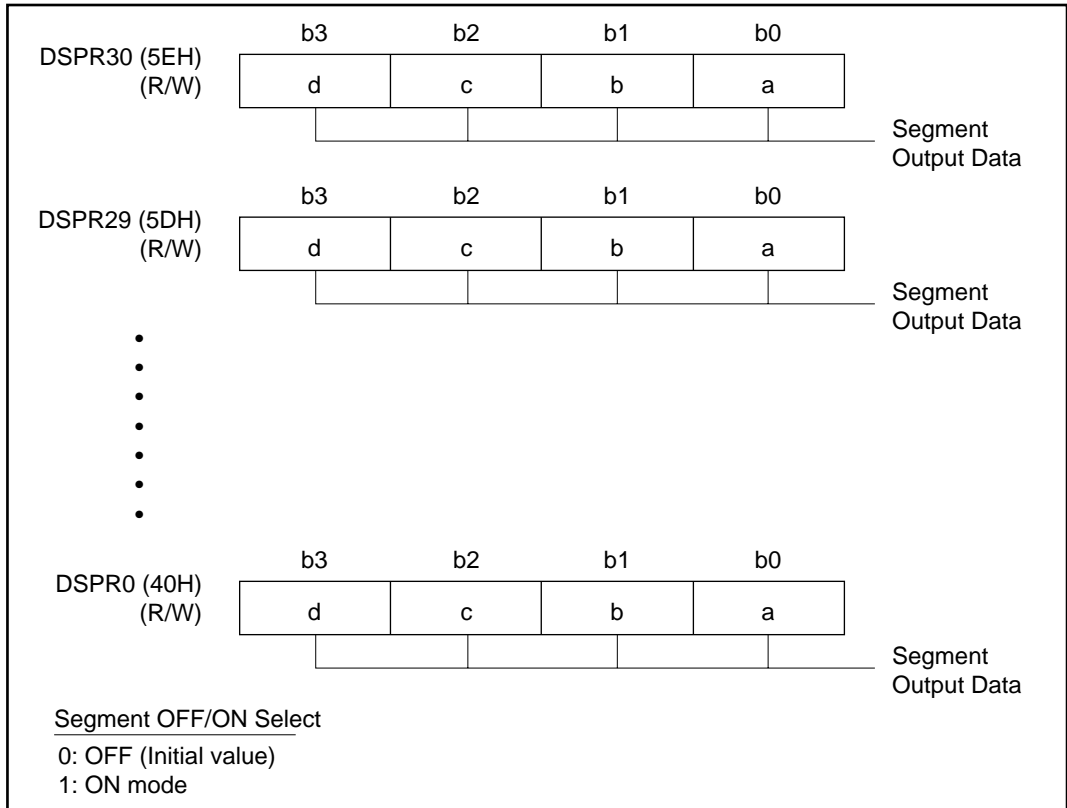 b3 b2 b1 b0
DSPR30 (5EH)
(R/W)
d c b a
Segment
Output Data
b3 b2 b1 b0
DSPR29 (5DH)
(R/W)
d c b a
Segment
Output Data
b3 b2 b1 b0
DSPR0 (40H)
(R/W)
d c b a
Segment
Output Data
Segment OFF/ON Select
0: OFF (Initial value)
1: ON mode